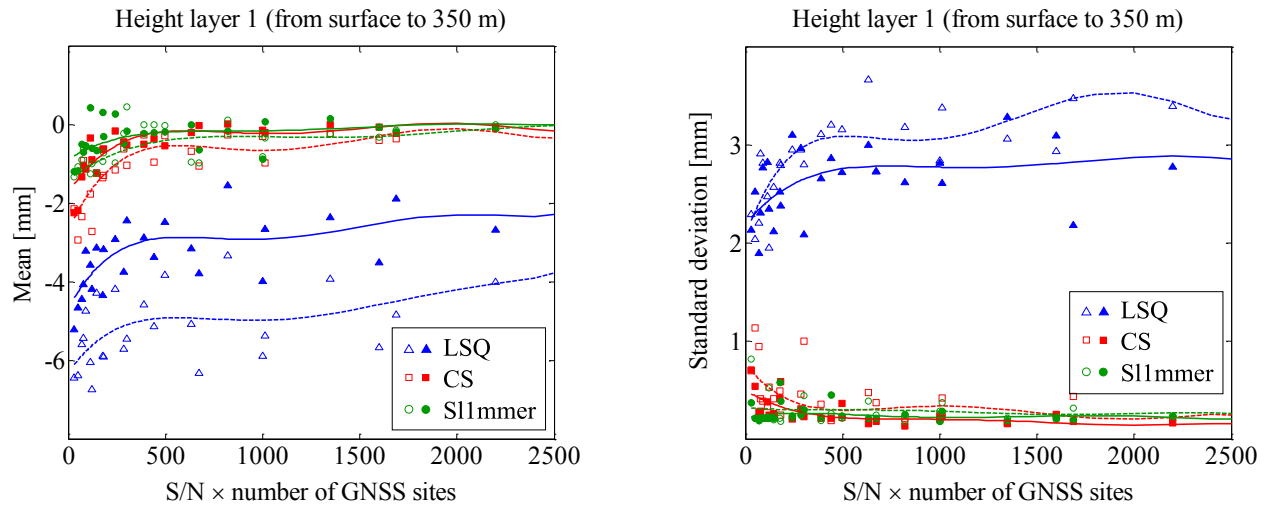 Height layer 1 (from surface to 350 m)
Mean [mm]
0
-2
-4
-6
LSQ
CS
Sl1mmer
0 500 1000 1500 2000 2500
S/N × number of GNSS sites
Height layer 1 (from surface to 350 m)
Standard deviation [mm]
3
2
1
LSQ
CS
Sl1mmer
0 500 1000 1500 2000 2500
S/N × number of GNSS sites